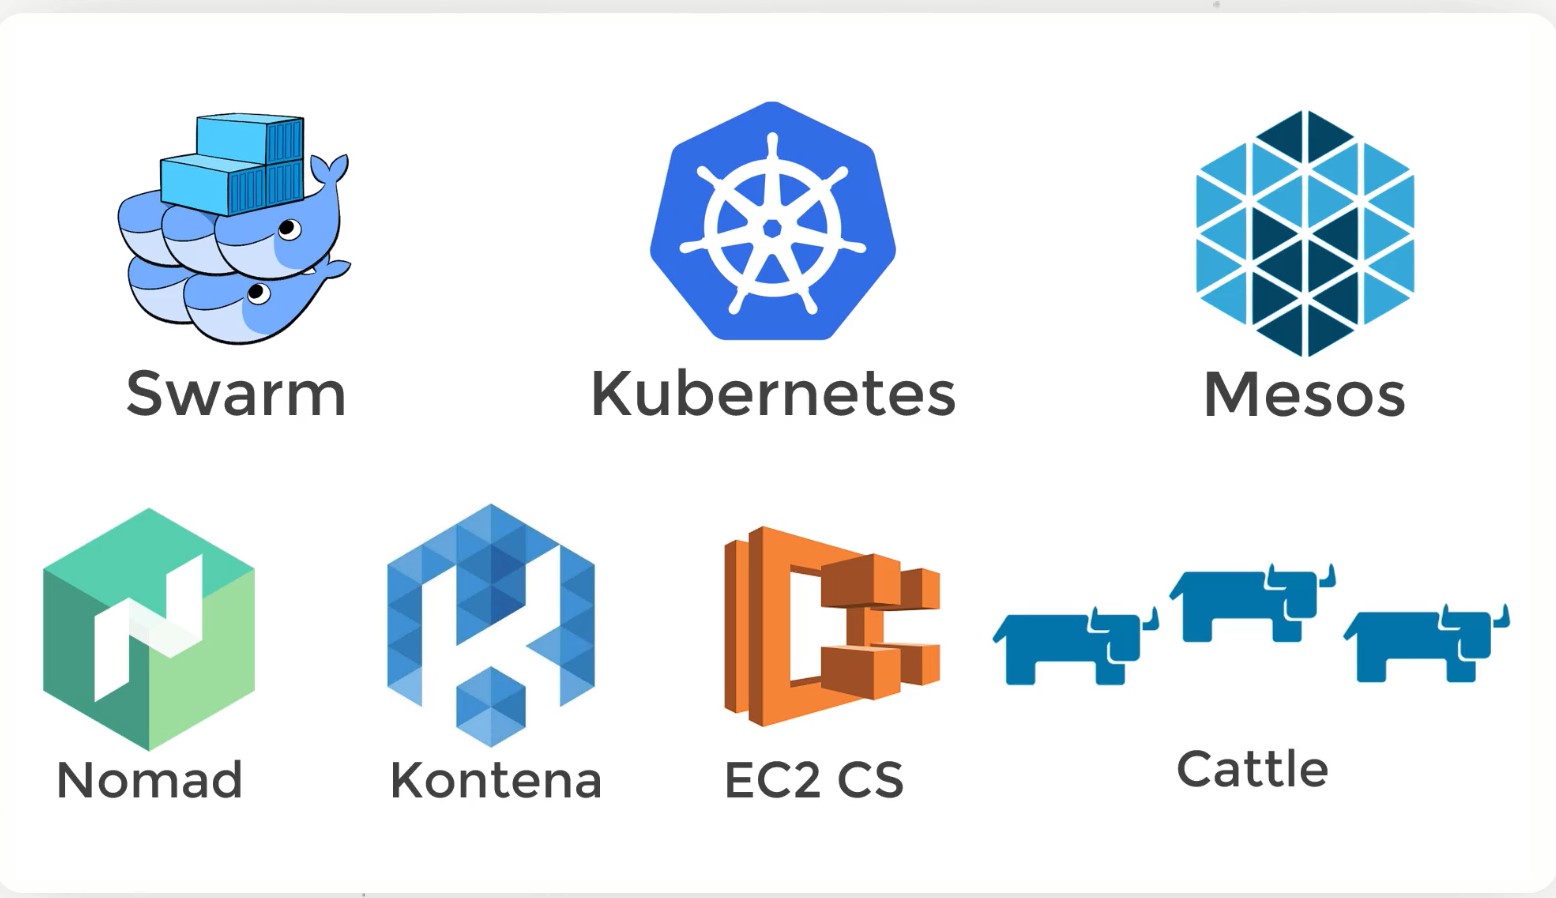 Swarm
Kubernetes
Mesos
Nomad
Kontena
EC2 CS
Cattle